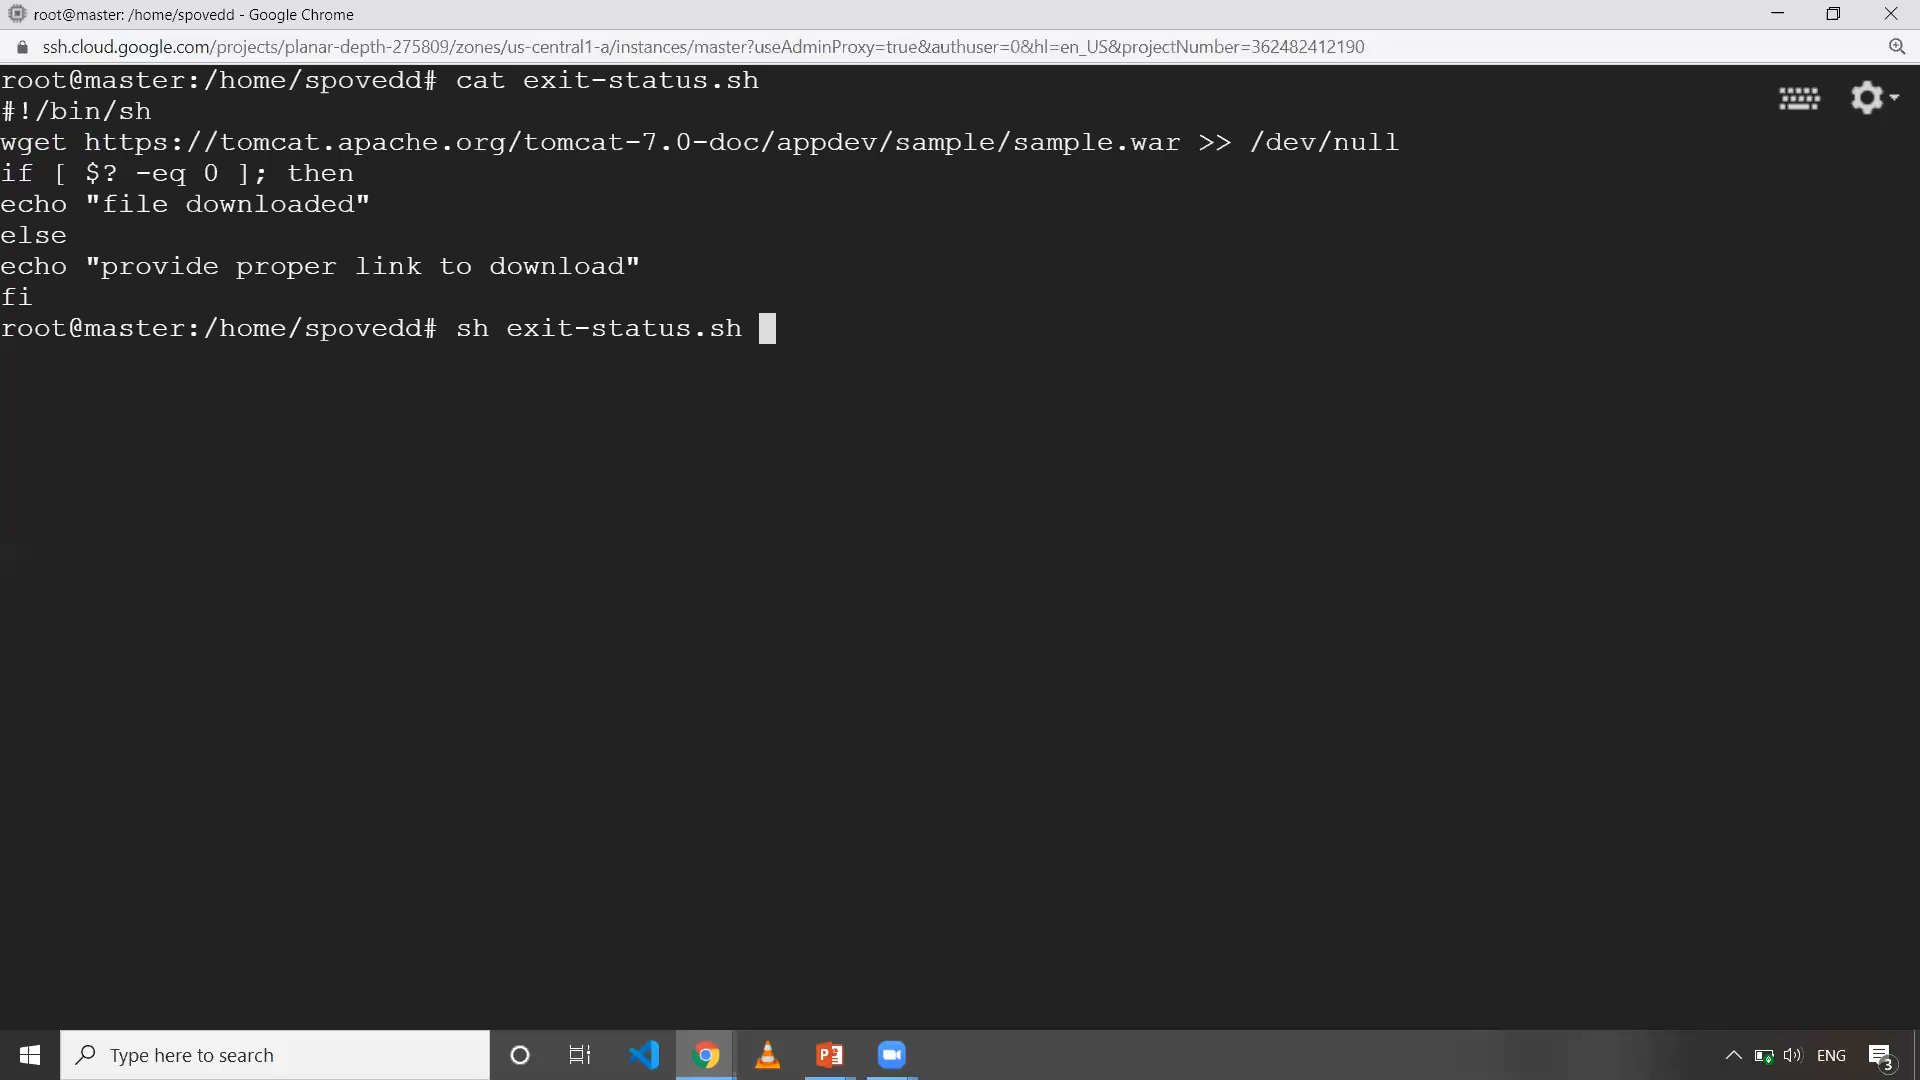 root@master: /home/spovedd - Google Chrome
ssh.cloud.google.com/projects/planar-depth-275809/zones/us-central1-a/instances/master?useAdminProxy=true&authuser=0&hl=en_US&projectNumber=362482412190
root@master:/home/spovedd# cat exit-status.sh
#!/bin/sh
wget https://tomcat.apache.org/tomcat-7.0-doc/appdev/sample/sample.war >> /dev/null
if [ $? -eq 0 ]; then
echo "file downloaded"
else
echo "provide proper link to download"
fi
root@master:/home/spovedd# sh exit-status.sh
Type here to search
ENG
3